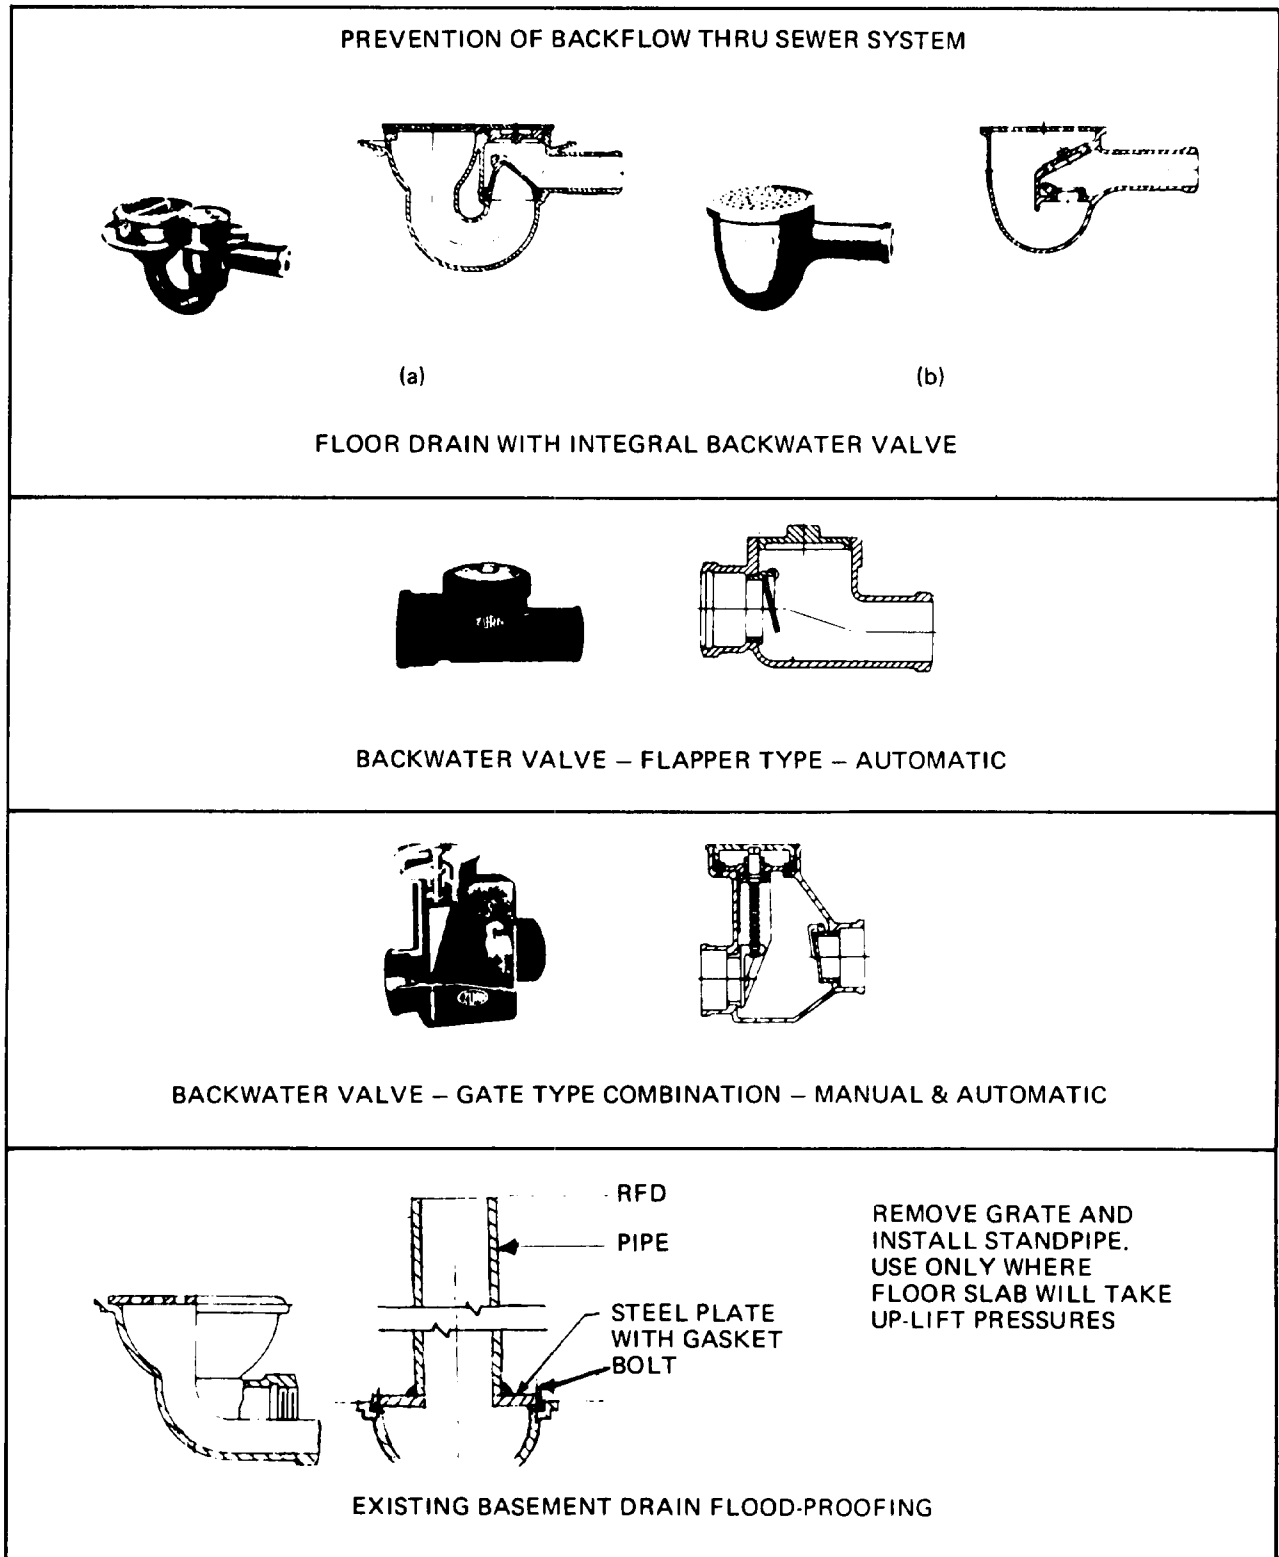 PREVENTION OF BACKFLOW THRU SEWER SYSTEM
(a)
(b)
FLOOR DRAIN WITH INTEGRAL BACKWATER VALVE
BACKWATER VALVE – FLAPPER TYPE – AUTOMATIC
BACKWATER VALVE – GATE TYPE COMBINATION – MANUAL & AUTOMATIC
RFD
PIPE
STEEL PLATE
WITH GASKET
BOLT
REMOVE GRATE AND
INSTALL STANDPIPE.
USE ONLY WHERE
FLOOR SLAB WILL TAKE
UP-LIFT PRESSURES
EXISTING BASEMENT DRAIN FLOOD-PROOFING